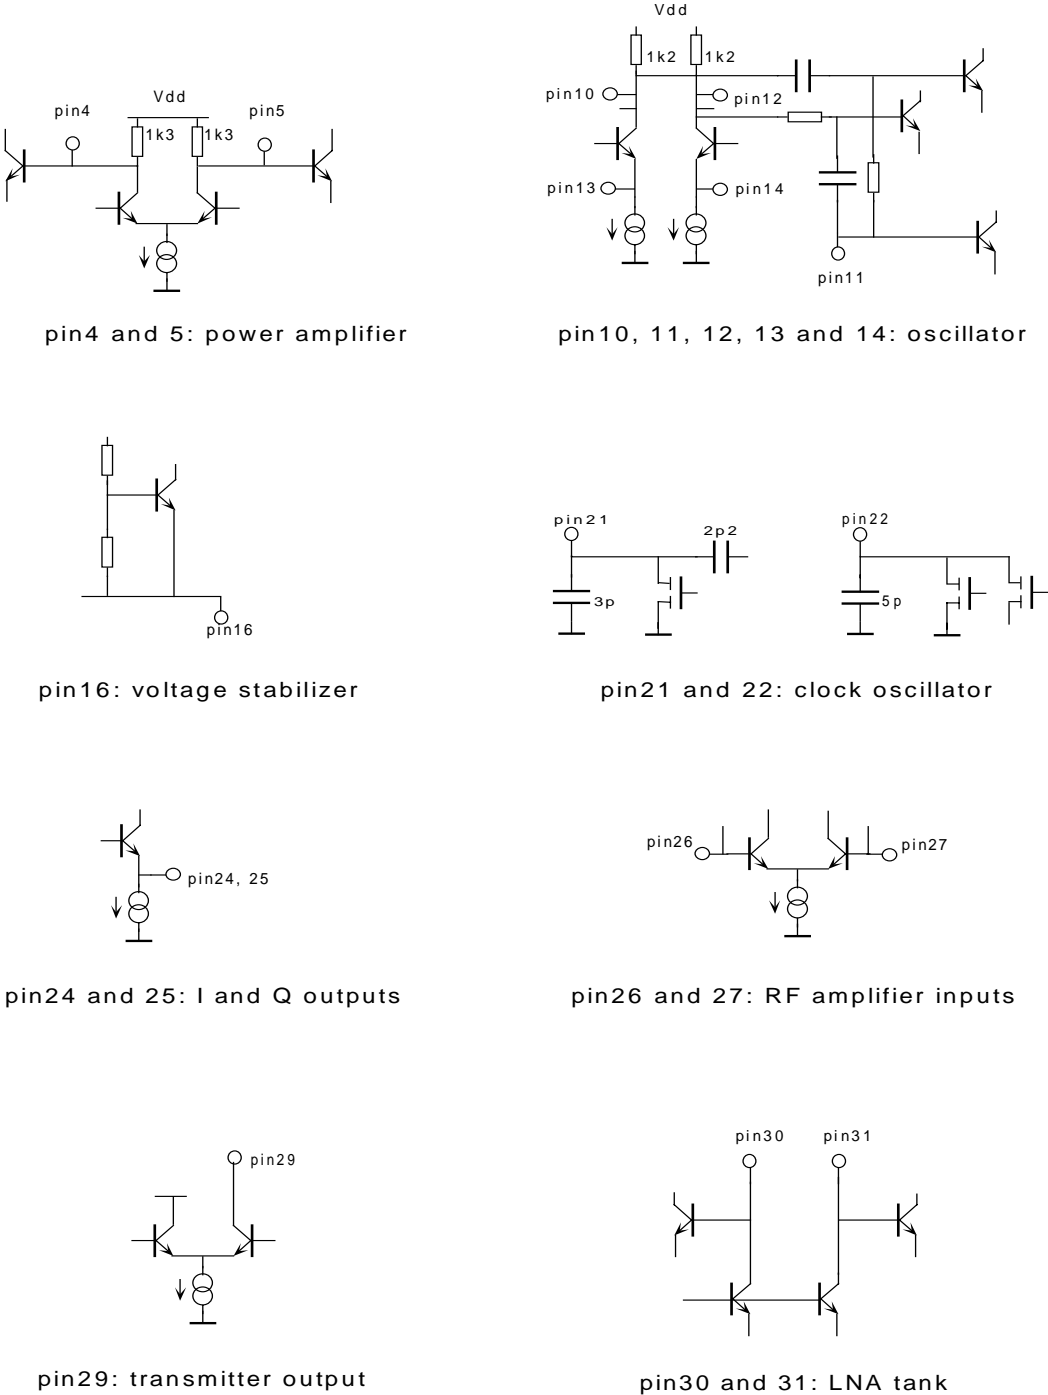 Vdd
1k2
1k2
pin10
pin12
pin13
pin14
pin11
pin4
Vdd
pin5
1k3
1k3
pin4 and 5: power amplifier
pin10, 11, 12, 13 and 14: oscillator
pin16
pin21
2p2
3p
pin22
5p
pin16: voltage stabilizer
pin21 and 22: clock oscillator
pin24, 25
pin26
pin27
pin24 and 25: I and Q outputs
pin26 and 27: RF amplifier inputs
pin29
pin30
pin31
pin29: transmitter output
pin30 and 31: LNA tank